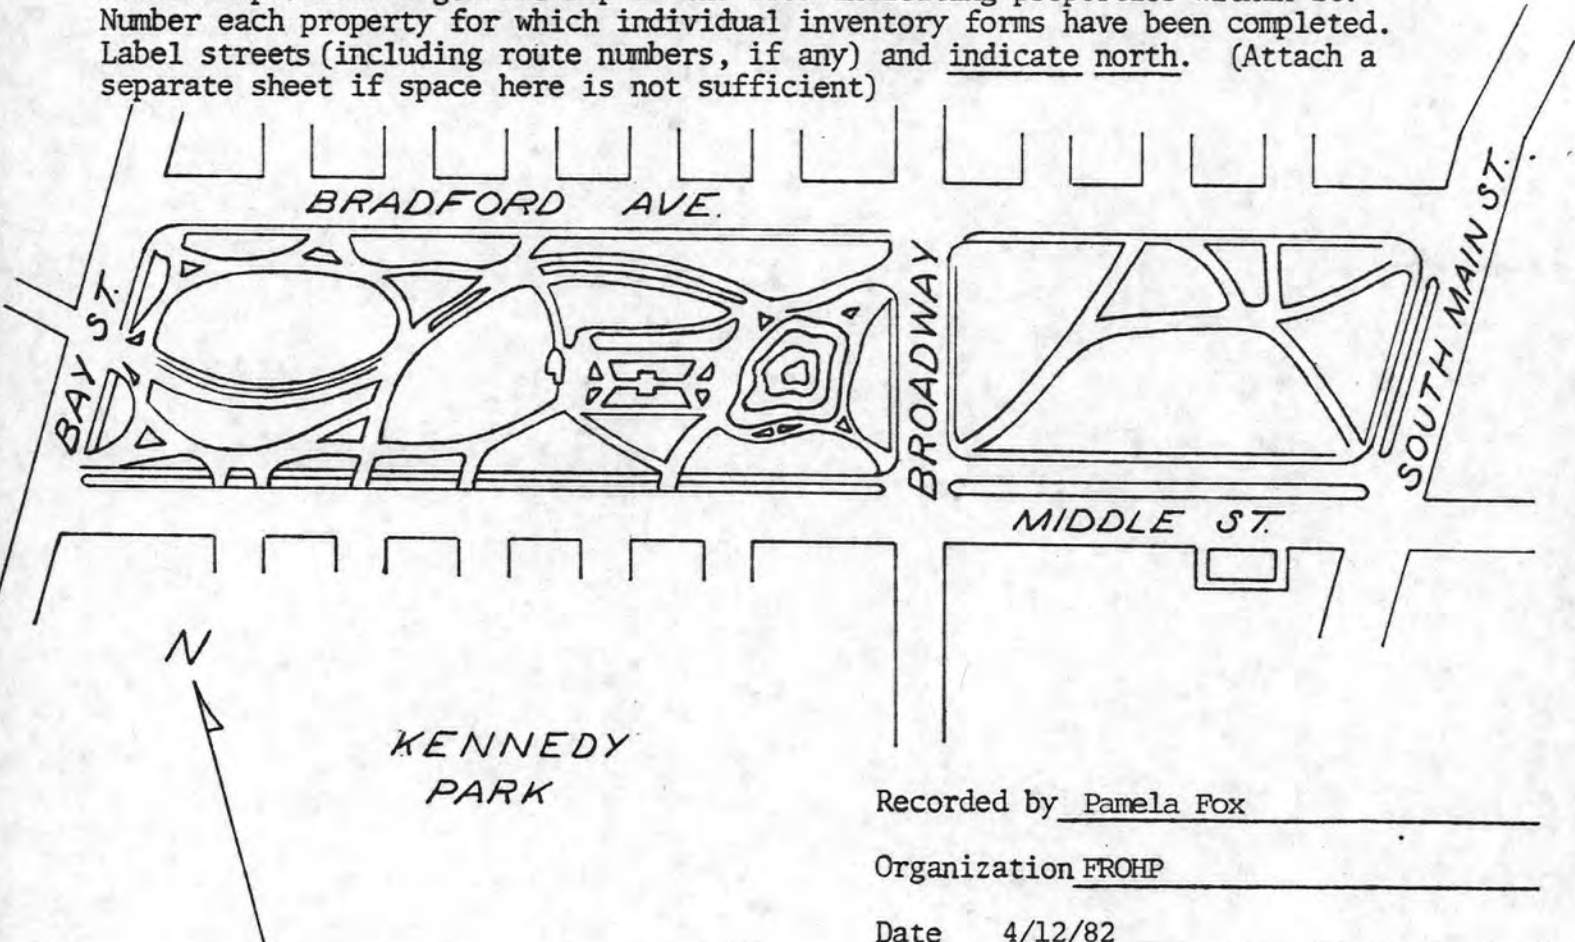 Number each property for which individual inventory forms have been completed.
Label streets (including route numbers, if any) and indicate north. (Attach a
separate sheet if space here is not sufficient)
BRADFORD AVE.
BAY ST.
BROADWAY
SOUTH MAIN ST.
MIDDLE ST.
N
KENNEDY
PARK
Recorded by Pamela Fox
Organization FROHP
Date 4/12/82